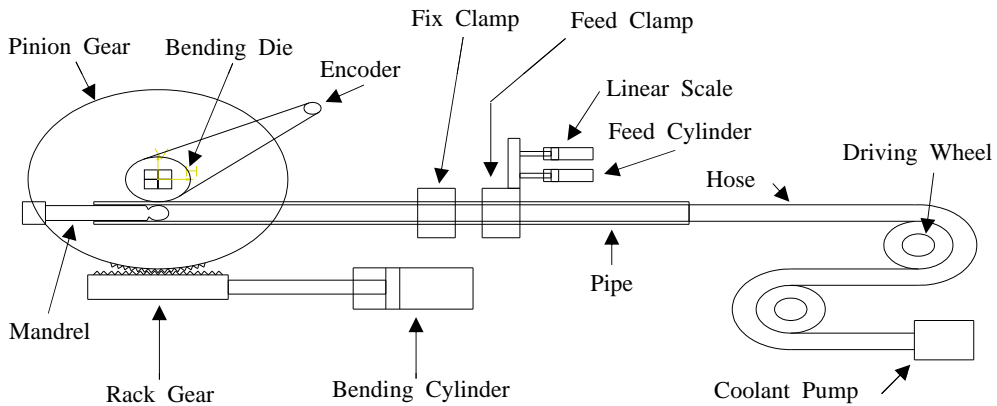 Fix Clamp
Feed Clamp
Pinion Gear
Bending Die
Encoder
Linear Scale
Feed Cylinder
Driving Wheel
Hose
Pipe
Mandrel
Rack Gear
Bending Cylinder
Coolant Pump